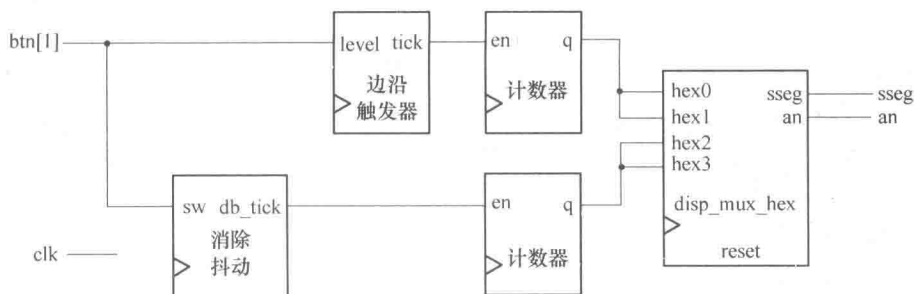 btn[1]
level tick
边沿
触发器
en q
计数器
hex0 sseg
hex1 an
hex2
hex3
disp_mux_hex
reset
sseg
an
sw db_tick
消除
抖动
en q
计数器
clk